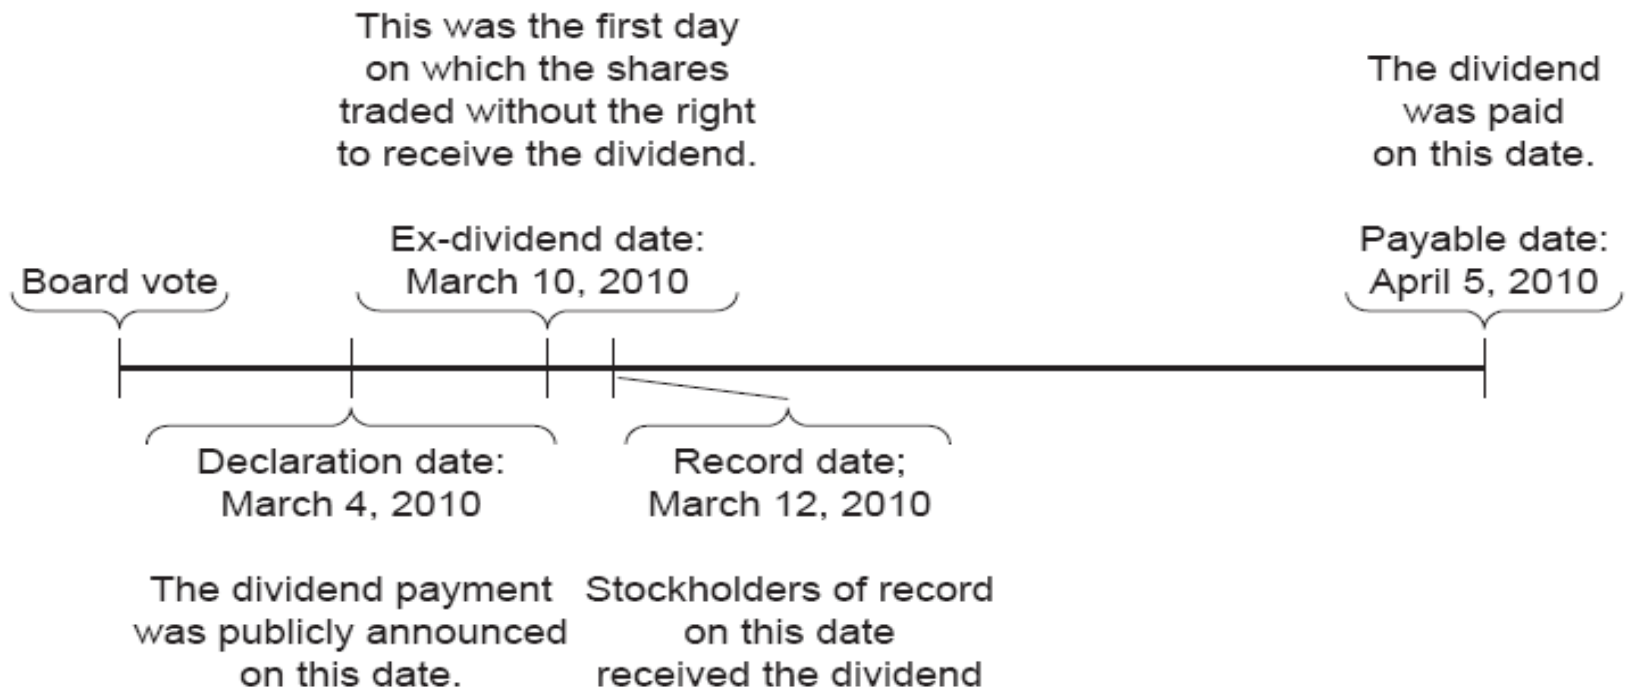 This was the first day
on which the shares
traded without the right
to receive the dividend.
The dividend
was paid
on this date.
Board vote
Ex-dividend date:
March 10, 2010
Payable date:
April 5, 2010
Declaration date:
March 4, 2010
Record date;
March 12, 2010
The dividend payment
was publicly announced
on this date.
Stockholders of record
on this date
received the dividend